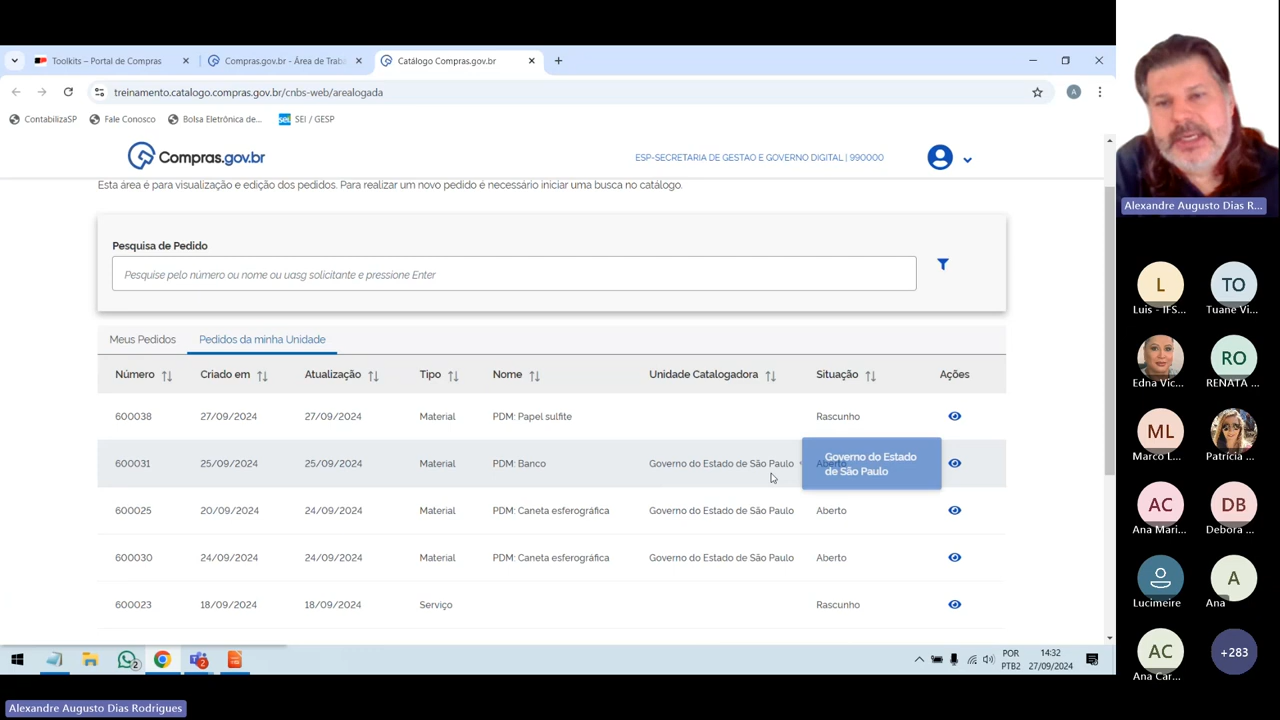 Toolkits – Portal de Compras
Compras.gov.br - Área de Trab
Catálogo Compras.gov.br
treinamento.catalogo.compras.gov.br/cnbs-web/arealogada
A
ContabilizaSP
Fale Conosco
Bolsa Eletrônica de...
sei.
SEI / GESP
Compras.gov.br
ESP-SECRETARIA DE GESTAO E GOVERNO DIGITAL | 990000
Esta área é para visualização e edição dos pedidos. Para realizar um novo pedido é necessário iniciar uma busca no catálogo.
Pesquisa de Pedido
Pesquise pelo número ou nome ou uasg solicitante e pressione Enter
Meus Pedidos Pedidos da minha Unidade
Número Criado em Atualização Tipo Nome Unidade Catalogadora Situação Ações
600038 27/09/2024 27/09/2024 Material PDM: Papel sulfite Rascunho
600031 25/09/2024 25/09/2024 Material PDM: Banco Governo do Estado de São Paulo Aberto
Governo do Estado
de São Paulo
600025 20/09/2024 24/09/2024 Material PDM: Caneta esferográfica Governo do Estado de São Paulo Aberto
600030 24/09/2024 24/09/2024 Material PDM: Caneta esferográfica Governo do Estado de São Paulo Aberto
600023 18/09/2024 18/09/2024 Serviço Rascunho
2
2
POR
PTB2
14:32
27/09/2024
Alexandre Augusto Dias R...
L
Luis - IFS...
TO
Tuane Vi...
Edna Vic...
RO
RENATA ...
ML
Marco L...
Patrícia ...
AC
Ana Mari...
DB
Debora ...
Lucimeire
A
Ana
AC
Ana Car...
+283
Alexandre Augusto Dias Rodrigues